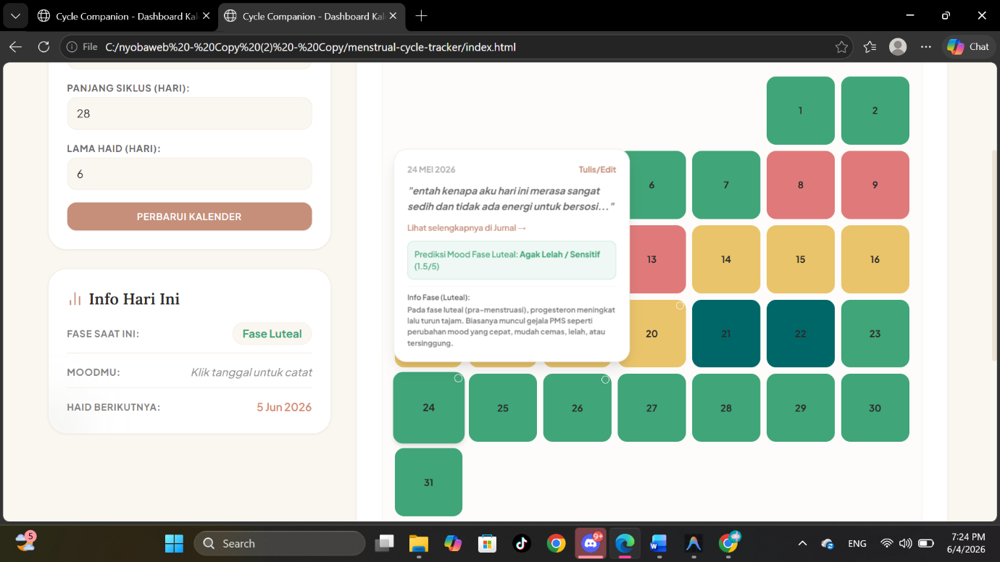 Cycle Companion - Dashboard Kal
Cycle Companion - Dashboard Kal
File
C:/nyobaweb%20-%20Copy%20(2)%20-%20Copy/menstrual-cycle-tracker/index.html
Chat
PANJANG SIKLUS (HARI):
28
LAMA HAID (HARI):
6
PERBARUI KALENDER
Info Hari Ini
FASE SAAT INI:
Fase Luteal
MOODMU:
Klik tanggal untuk catat
HAID BERIKUTNYA:
5 Jun 2026
1 2
24 MEI 2026
Tulis/Edit
"entah kenapa aku hari ini merasa sangat
sedih dan tidak ada energi untuk bersosi..."
Lihat selengkapnya di Jurnal →
Prediksi Mood Fase Luteal: Agak Lelah / Sensitif
(1.5/5)
Info Fase (Luteal):
Pada fase luteal (pra-menstruasi), progesteron meningkat
lalu turun tajam. Biasanya muncul gejala PMS seperti
perubahan mood yang cepat, mudah cemas, lelah, atau
tersinggung.
6 7 8 9
13 14 15 16
20 21 22 23
24 25 26 27 28 29 30
31
5
Search
9+
ENG
7:24 PM
6/4/2026